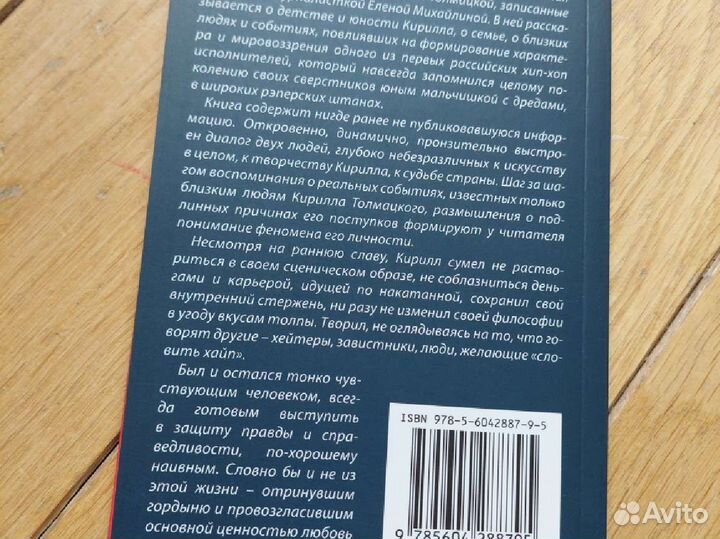 толмацкой, записанные
журналисткой Еленой Михайлиной. В ней расска-
зывается о детстве и юности Кирилла, о семье, о близких
людях и событиях, повлиявших на формирование характе-
ра и мировоззрения одного из первых российских хип-хоп
исполнителей, который навсегда запомнился целому по-
колению своих сверстников юным мальчишкой с дредами,
в широких рэперских штанах.
Книга содержит нигде ранее не публиковавшуюся инфор-
мацию. Откровенно, динамично, пронзительно выстро-
ен диалог двух людей, глубоко небезразличных к искусству
в целом, к творчеству Кирилла, к судьбе страны. Шаг за ша-
гом воспоминания о реальных событиях, известных только
близким людям Кирилла Толмацкого, размышления о под-
линных причинах его поступков формируют у читателя
понимание феномена его личности.
Несмотря на раннюю славу, Кирилл сумел не раство-
риться в своем сценическом образе, не соблазниться день-
гами и карьерой, идущей по накатанной, сохранил свой
внутренний стержень, ни разу не изменил своей философии
в угоду вкусам толпы. Творил, не оглядываясь на то, что го-
ворят другие – хейтеры, завистники, люди, желающие «сло-
вить хайп».
Был и остался тонко чув-
ствующим человеком, всег-
да готовым выступить
в защиту правды и спра-
ведливости, по-хорошему
наивным. Словно бы и не из
этой жизни – отринувшим
гордыню и провозгласившим
основной ценностью любовь
ISBN 978-5-6042887-9-5
9 785604 288795
Avito